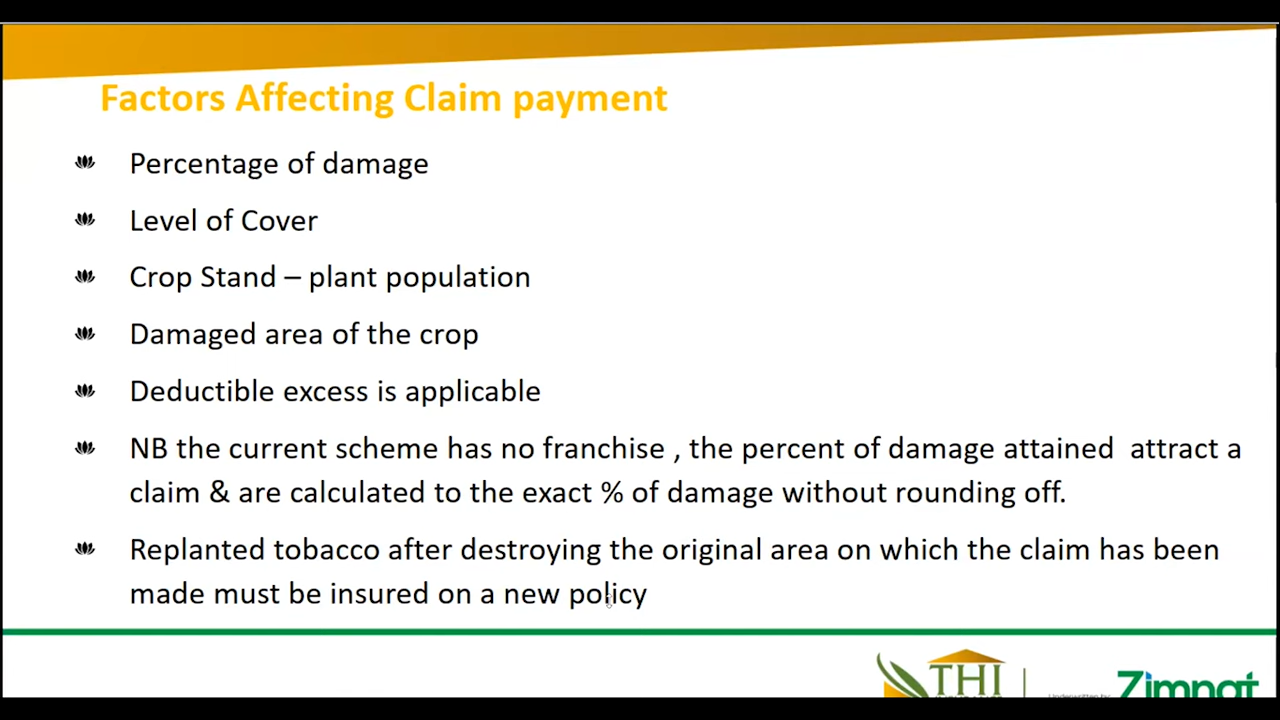 Factors Affecting Claim payment
Percentage of damage
Level of Cover
Crop Stand – plant population
Damaged area of the crop
Deductible excess is applicable
NB the current scheme has no franchise , the percent of damage attained attract a
claim & are calculated to the exact % of damage without rounding off.
Replanted tobacco after destroying the original area on which the claim has been
made must be insured on a new policy
THI
Underwritten by
Zimnat